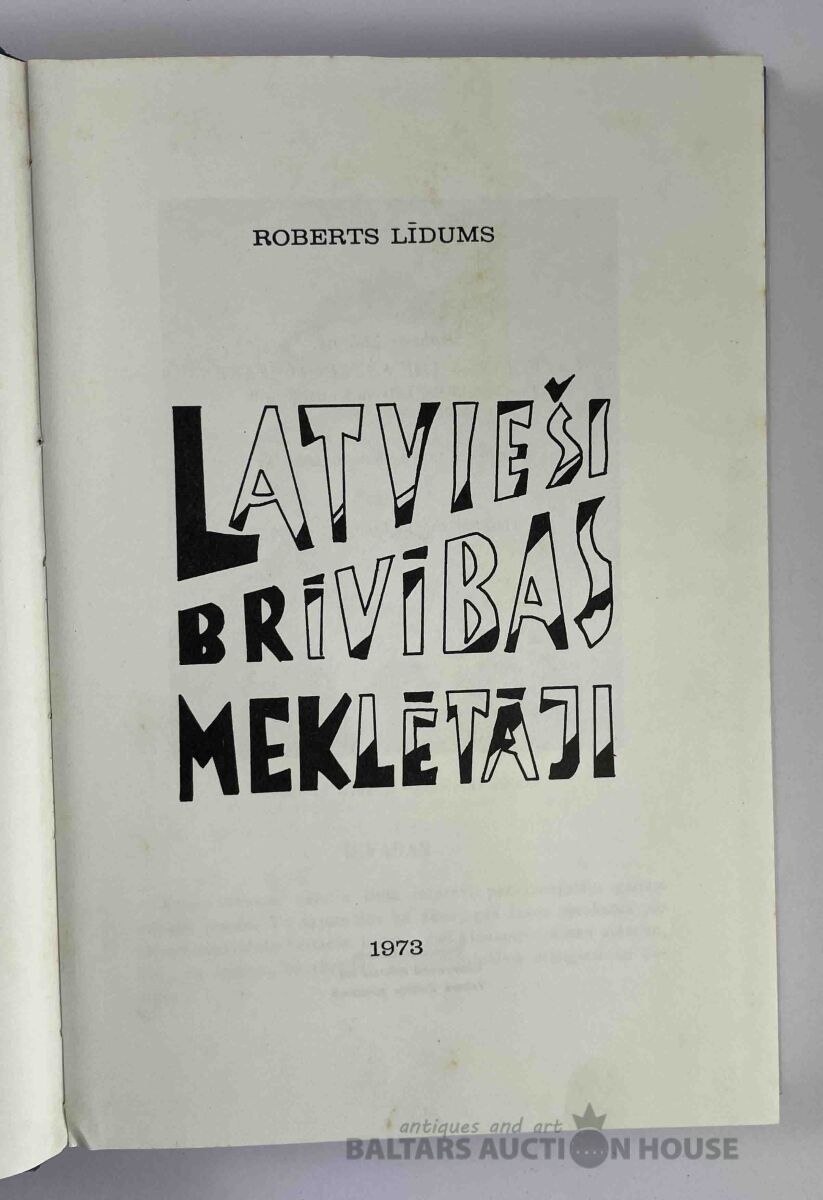 ROBERTS LĪDUMS
LATVIEŠI
BRĪVĪBAS
MEKLĒTĀJI
1973
antiques and art
BALTARS AUCTION HOUSE